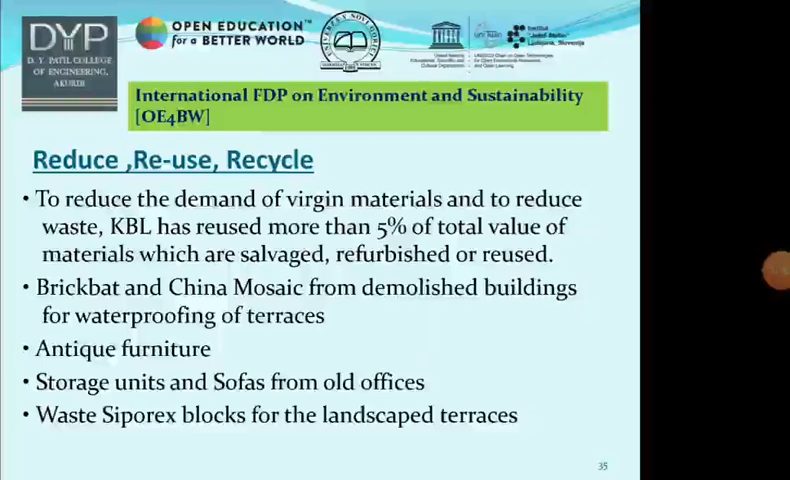 DYP
D. Y. PATIL COLLEGE
OF ENGINEERING,
AKURDI
OPEN EDUCATION™
for a BETTER WORLD
International FDP on Environment and Sustainability
[OE4BW]
Reduce ,Re-use, Recycle
• To reduce the demand of virgin materials and to reduce
waste, KBL has reused more than 5% of total value of
materials which are salvaged, refurbished or reused.
• Brickbat and China Mosaic from demolished buildings
for waterproofing of terraces
• Antique furniture
• Storage units and Sofas from old offices
• Waste Siporex blocks for the landscaped terraces
35